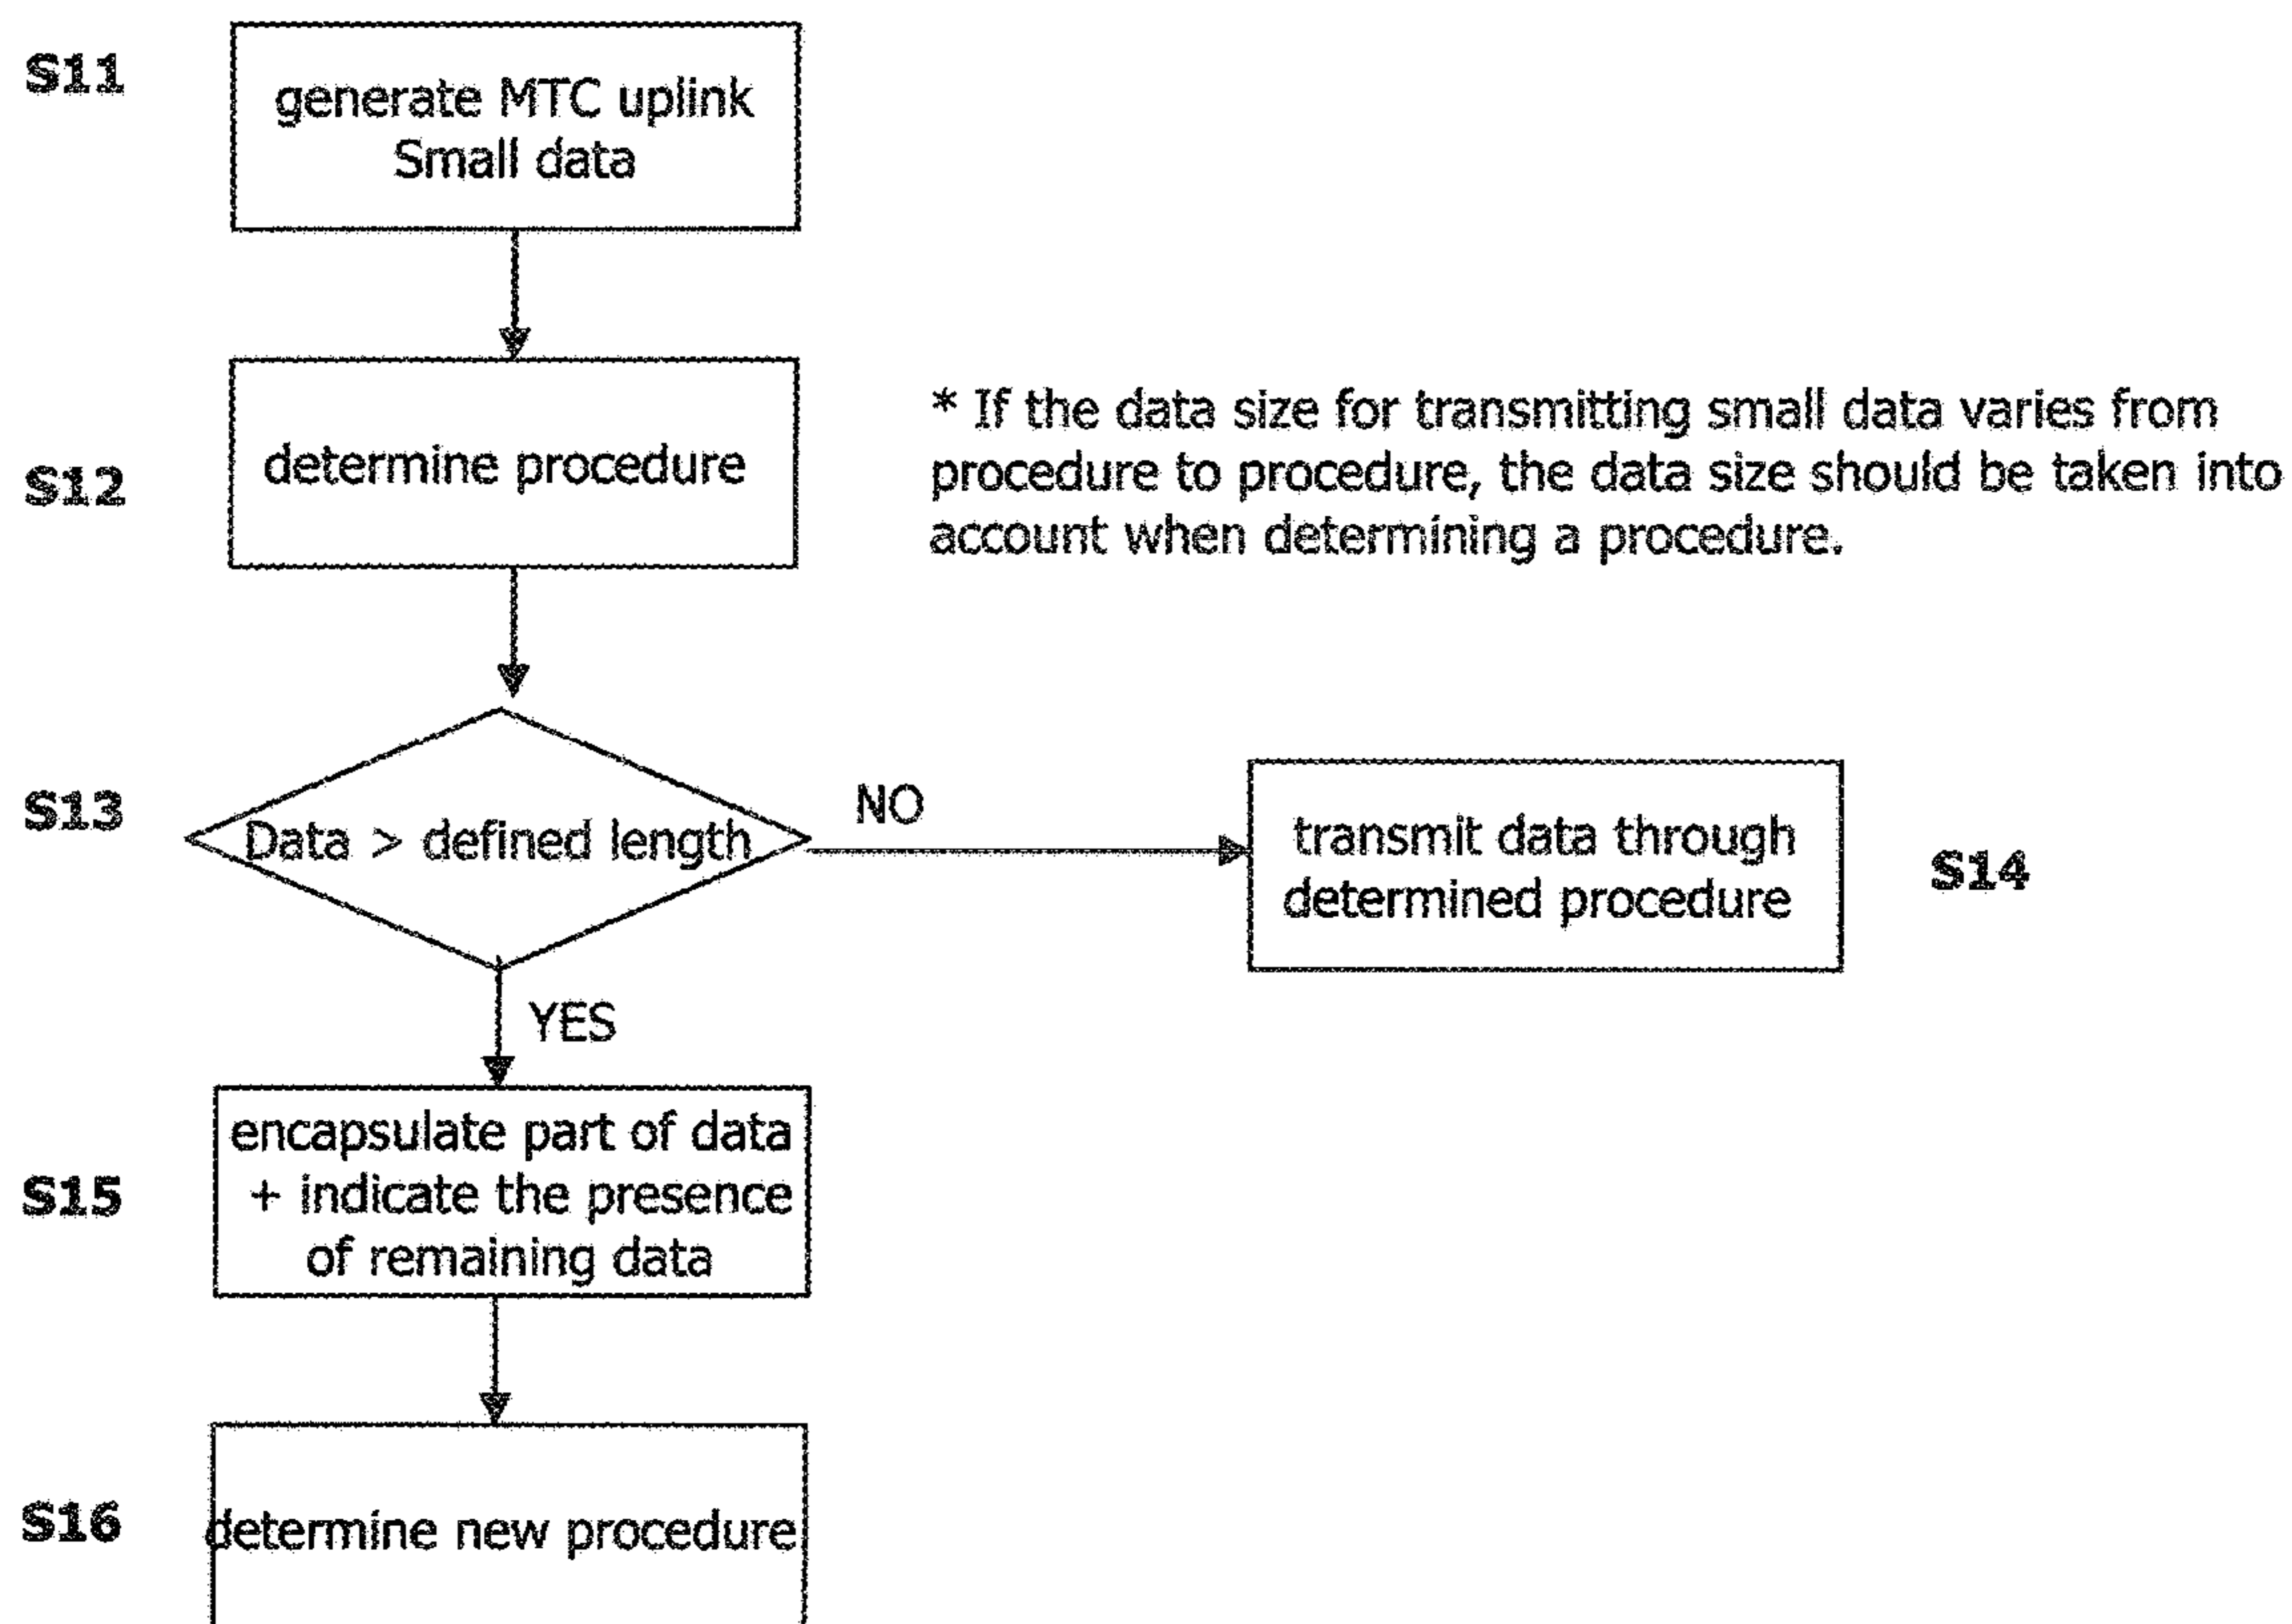 S11
generate MTC uplink
Small data
S12
determine procedure
* If the data size for transmitting small data varies from
procedure to procedure, the data size should be taken into
account when determining a procedure.
S13
Data > defined length
NO
transmit data through
determined procedure
S14
YES
S15
encapsulate part of data
+ indicate the presence
of remaining data
S16
determine new procedure